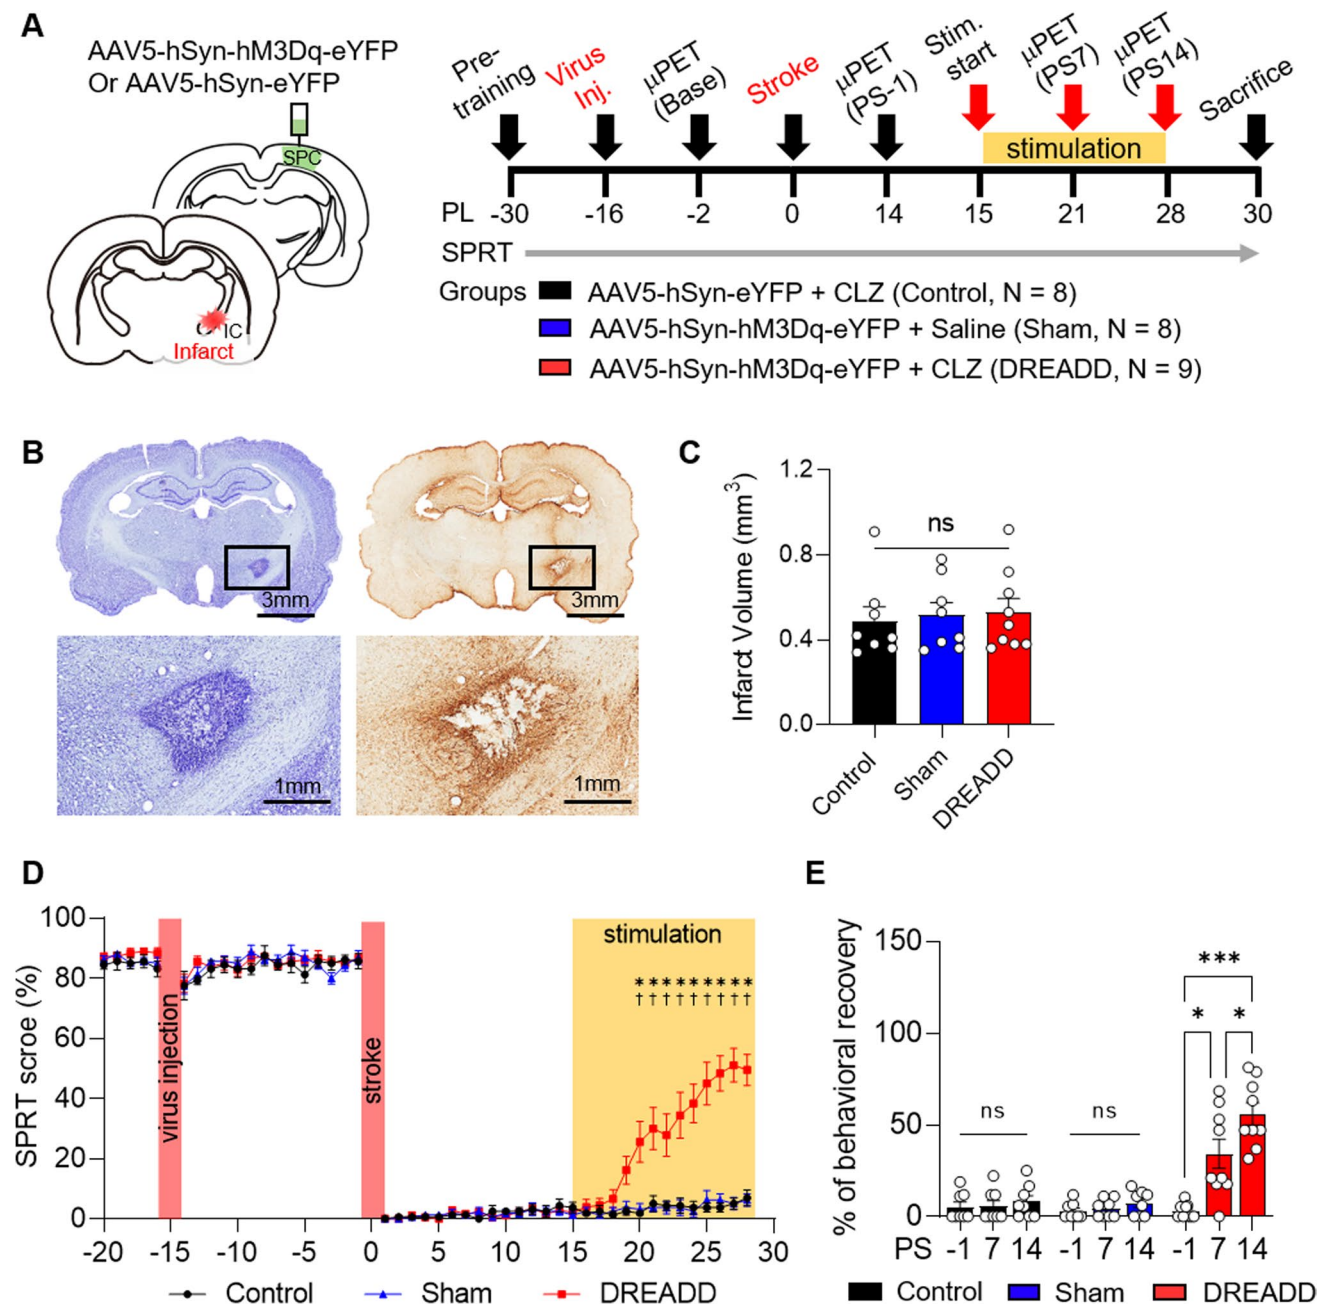 A
AAV5-hSyn-hM3Dq-eYFP
Or AAV5-hSyn-eYFP
SPC
IC
Infarct
Pre-
training
Virus
Inj.
μPET
(Base)
Stroke
μPET
(PS-1)
Stim.
start
μPET
(PS7)
μPET
(PS14)
Sacrifice
stimulation
PL -30 -16 -2 0 14 15 21 28 30
SPRT
Groups AAV5-hSyn-eYFP + CLZ (Control, N = 8)
AAV5-hSyn-hM3Dq-eYFP + Saline (Sham, N = 8)
AAV5-hSyn-hM3Dq-eYFP + CLZ (DREADD, N = 9)
B
3mm
3mm
1mm
1mm
C
Infarct Volume (mm³)
1.2
0.8
0.4
0.0
ns
Control
Sham
DREADD
D
SPRT scroe (%)
100
80
60
40
20
0
virus injection
stroke
stimulation
* * * * * * * * *
† † † † † † † † †
-20 -15 -10 -5 0 5 10 15 20 25 30
Control Sham DREADD
E
% of behavioral recovery
150
100
50
0
ns
ns
***
* *
PS -1 7 14 -1 7 14 -1 7 14
Control Sham DREADD